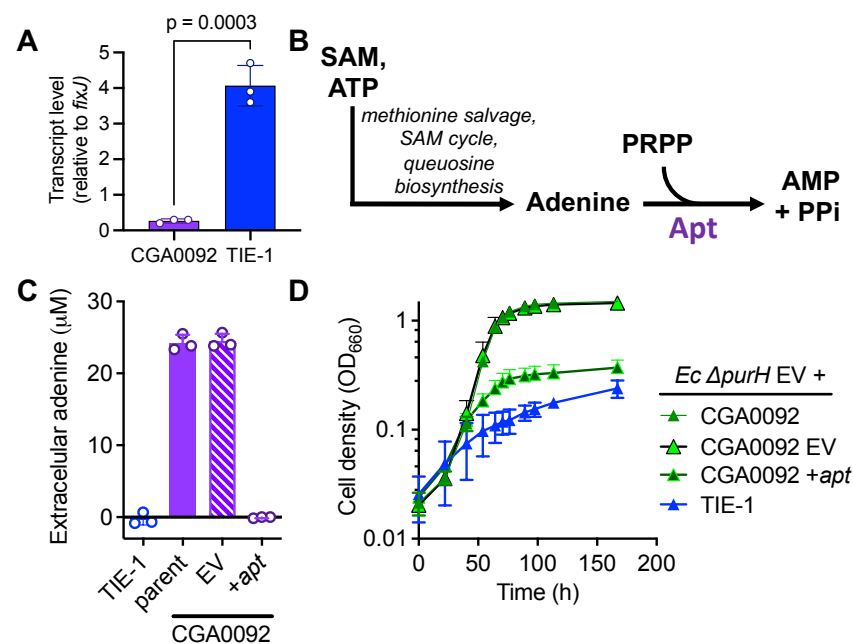 A
p = 0.0003
Transcript level
(relative to fixJ)
5
4
3
2
1
0
CGA0092 TIE-1
B
SAM,
ATP
methionine salvage,
SAM cycle,
queuosine
biosynthesis
Adenine
PRPP
Apt
AMP
+ PPi
C
Extracelular adenine (μM)
30
20
10
0
TIE-1
parent
EV
+apt
CGA0092
D
Cell density (OD660)
1
0.1
0.01
0 50 100 150 200
Time (h)
Ec ΔpurH EV +
CGA0092
CGA0092 EV
CGA0092 +apt
TIE-1